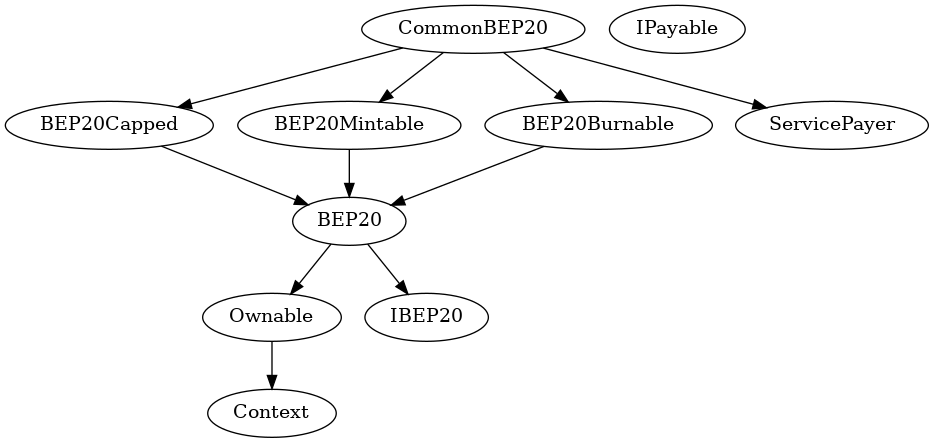 CommonBEP20
IPayable
BEP20Capped
BEP20Mintable
BEP20Burnable
ServicePayer
BEP20
Ownable
IBEP20
Context